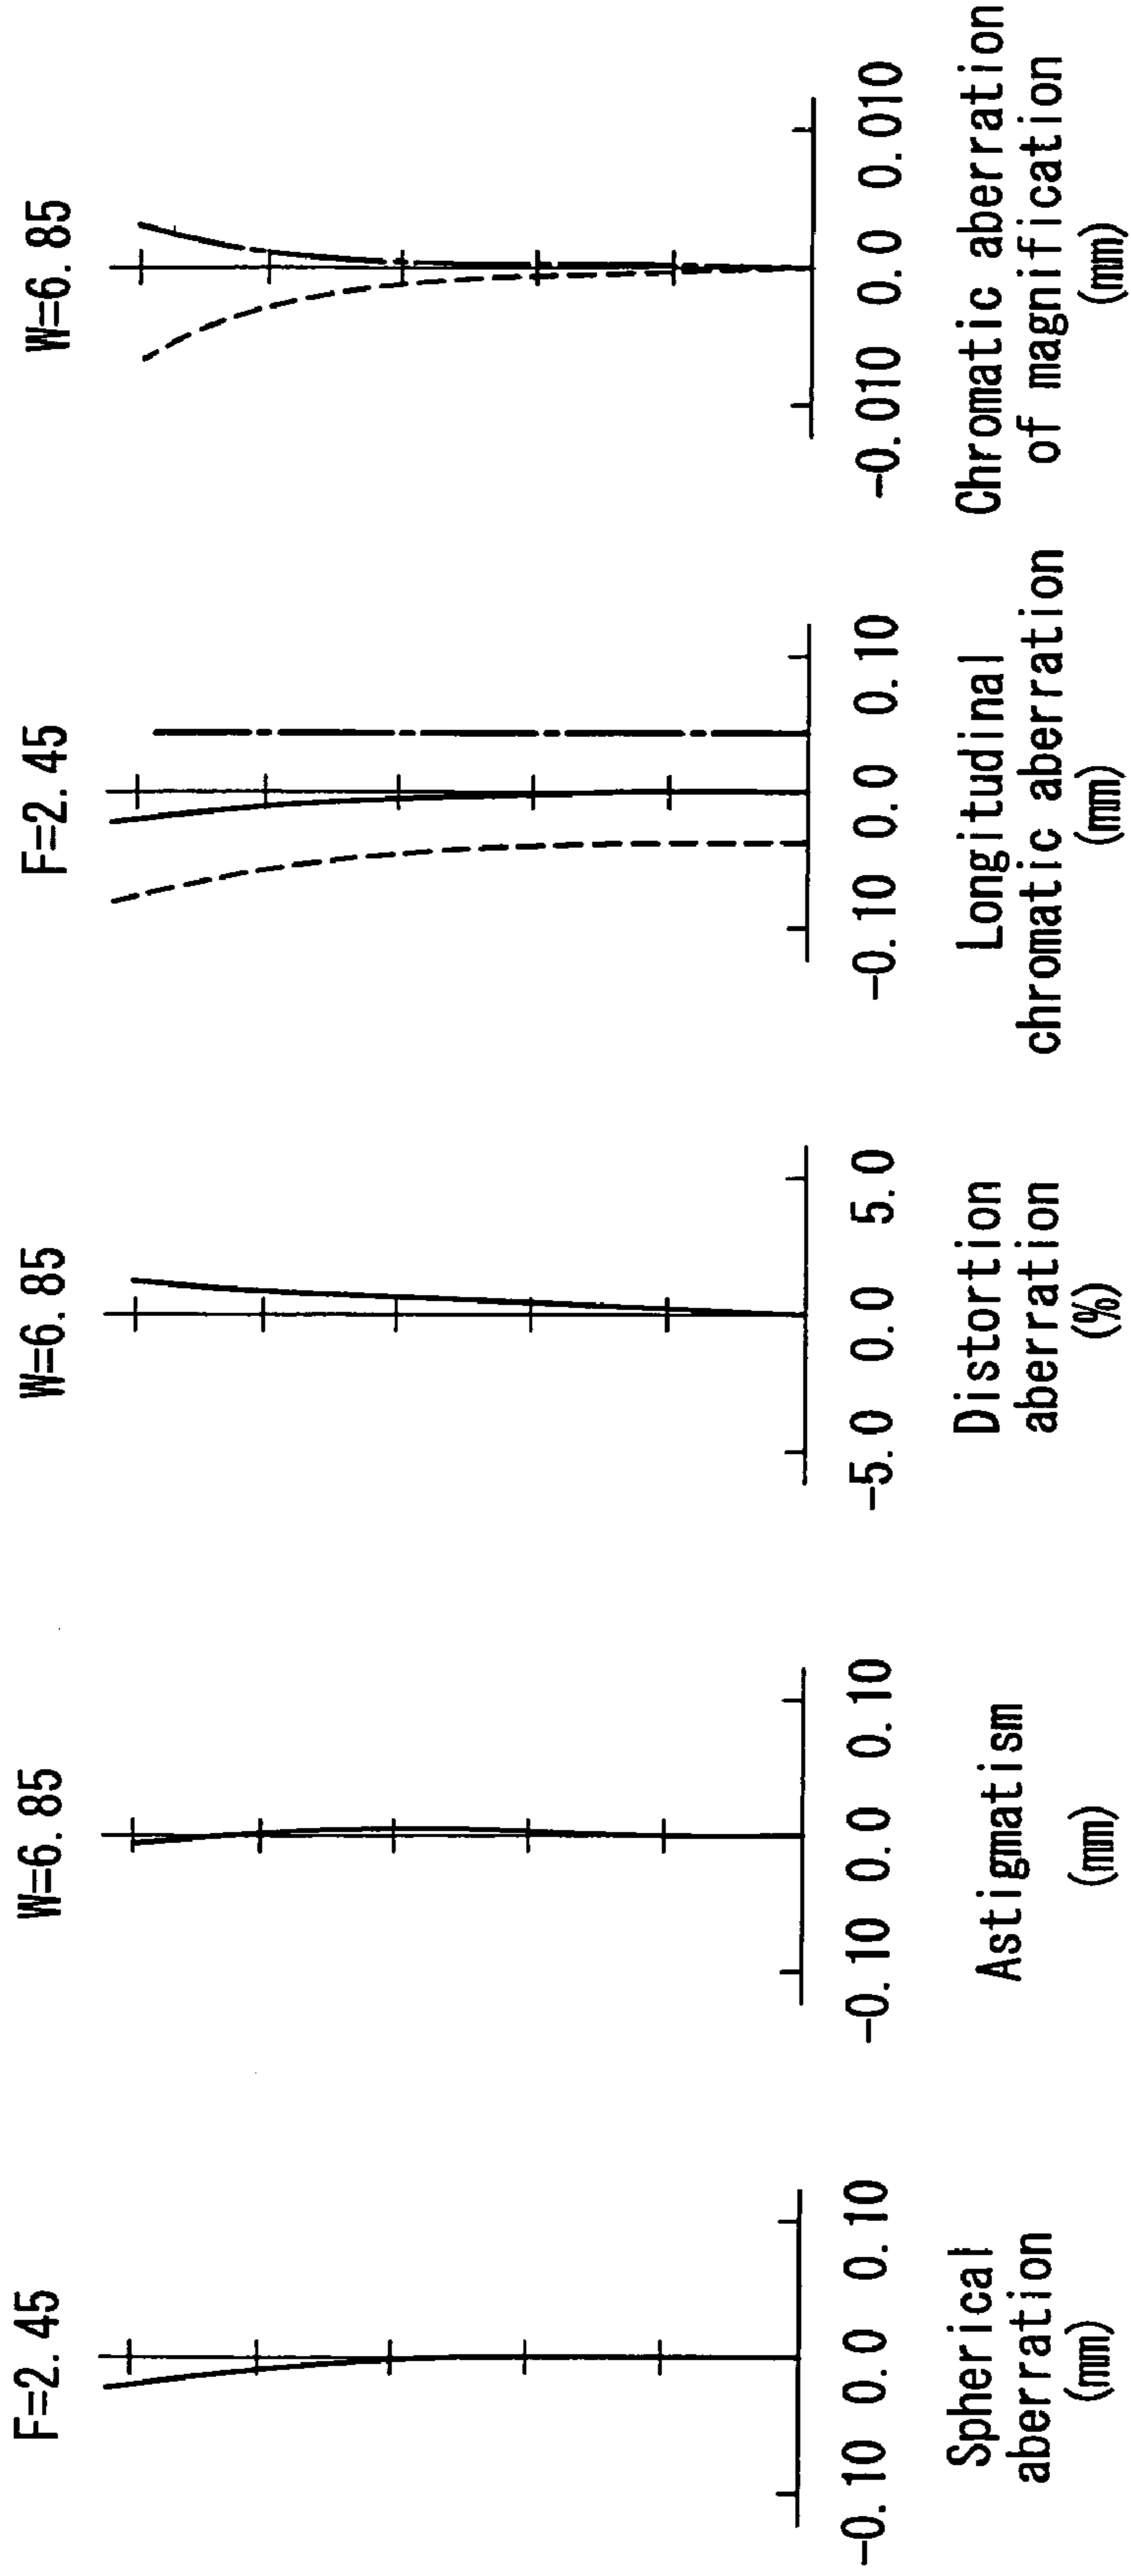 F=2.45
-0.10 0.0 0.10
Spherical
aberration
(mm)
W=6.85
-0.10 0.0 0.10
Astigmatism
(mm)
W=6.85
-5.0 0.0 5.0
Distortion
aberration
(%)
F=2.45
-0.10 0.0 0.10
Longitudinal
chromatic aberration
(mm)
W=6.85
-0.010 0.0 0.010
Chromatic aberration
of magnification
(mm)